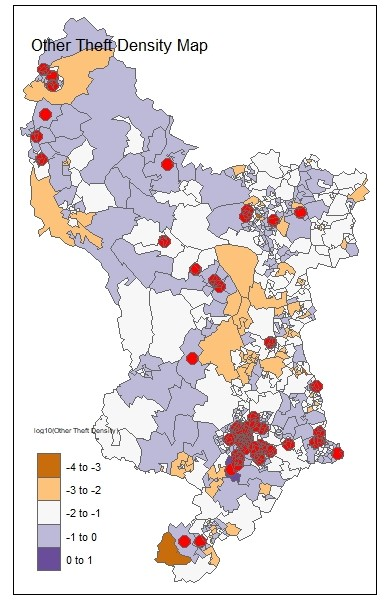 Other Theft Density Map
log10(Other Theft Density)
-4 to -3
-3 to -2
-2 to -1
-1 to 0
0 to 1